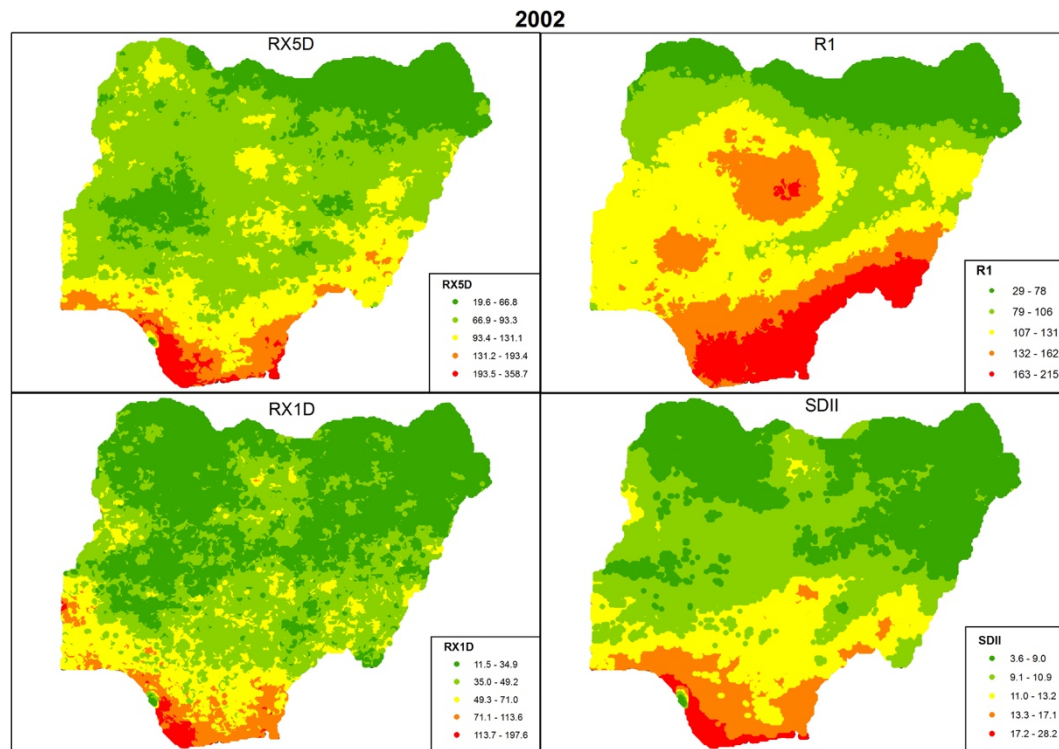 2002
RX5D
R1
RX5D
19.6 - 66.8
66.9 - 93.3
93.4 - 131.1
131.2 - 193.4
193.5 - 358.7
R1
29 - 78
79 - 106
107 - 131
132 - 162
163 - 215
RX1D
SDII
RX1D
11.5 - 34.9
35.0 - 49.2
49.3 - 71.0
71.1 - 113.6
113.7 - 197.6
SDII
3.6 - 9.0
9.1 - 10.9
11.0 - 13.2
13.3 - 17.1
17.2 - 28.2